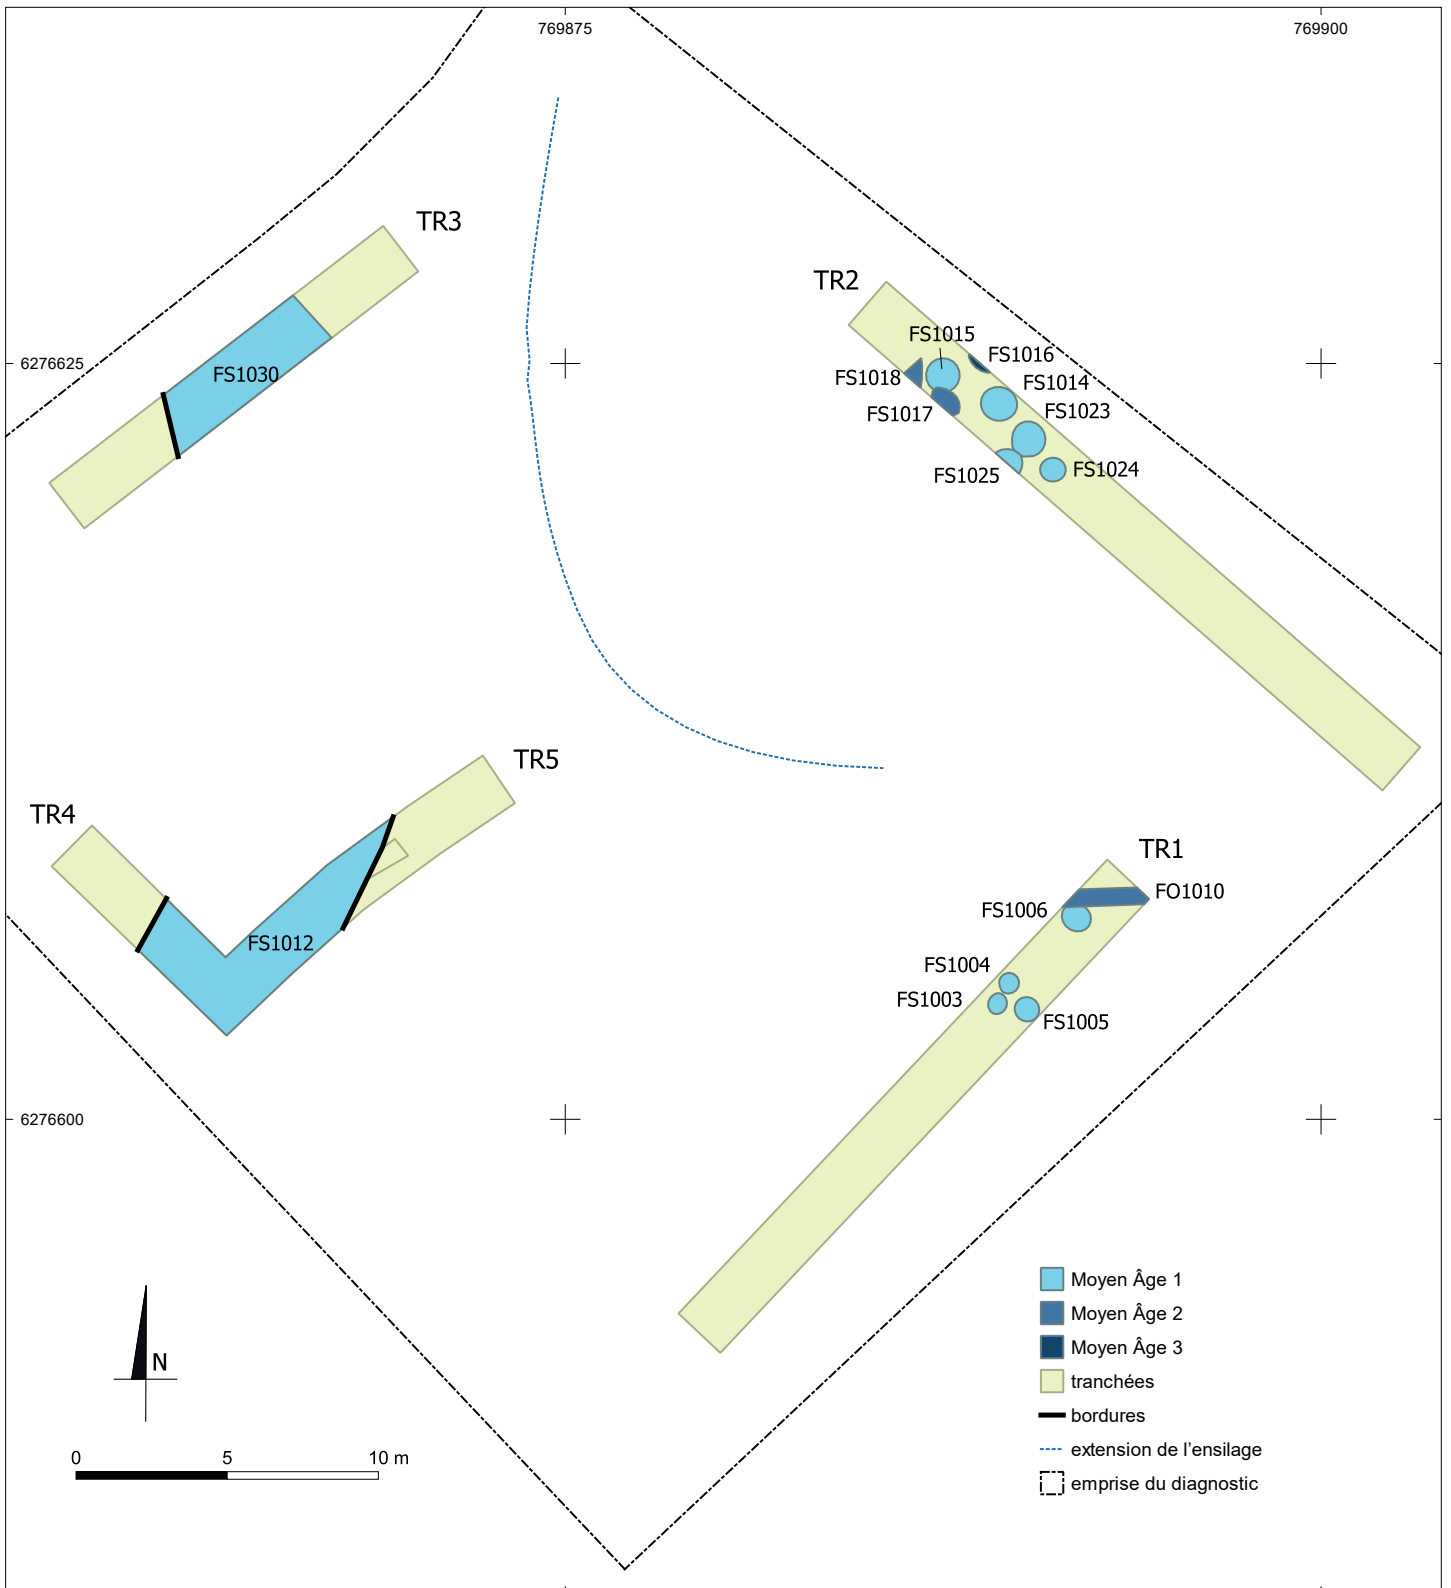 769875
769900
TR3
TR2
FS1015
FS1016
6276625
FS1030
FS1018
FS1014
FS1017
FS1023
FS1025
FS1024
TR5
TR4
TR1
FO1010
FS1006
FS1012
FS1004
FS1003
FS1005
6276600
Moyen Âge 1
Moyen Âge 2
Moyen Âge 3
tranchées
bordures
extension de l'ensilage
emprise du diagnostic
N
0 5 10 m